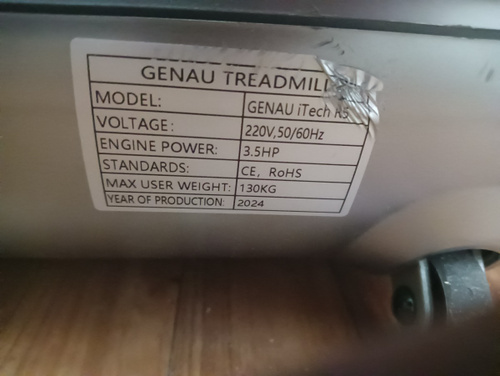 GENAU TREADMILL
MODEL: GENAU iTech
VOLTAGE: 220V,50/60Hz
ENGINE POWER: 3.5HP
STANDARDS: CE, RoHS
MAX USER WEIGHT: 130KG
YEAR OF PRODUCTION: 2024